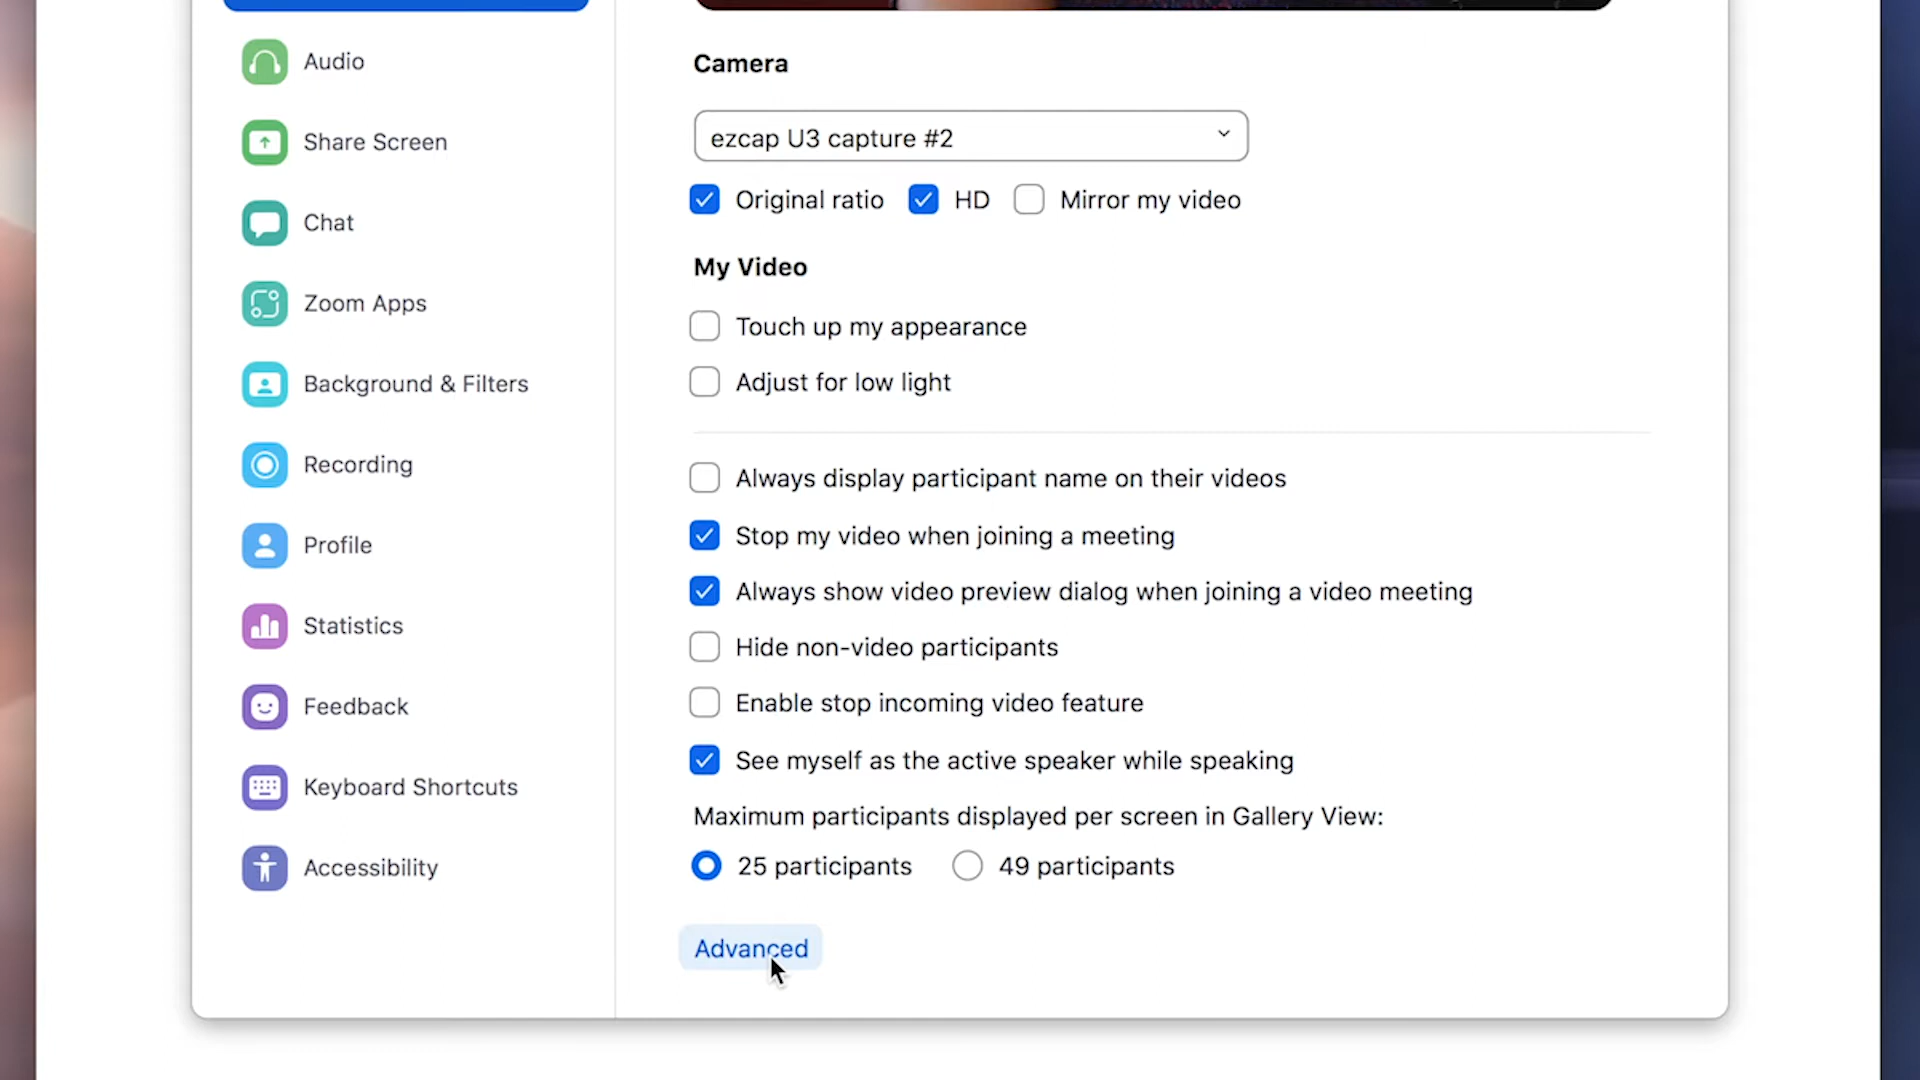 Audio
Share Screen
Chat
Zoom Apps
Background & Filters
Recording
Profile
Statistics
Feedback
Keyboard Shortcuts
Accessibility
Camera
ezcap U3 capture #2
Original ratio HD Mirror my video
My Video
Touch up my appearance
Adjust for low light
Always display participant name on their videos
Stop my video when joining a meeting
Always show video preview dialog when joining a video meeting
Hide non-video participants
Enable stop incoming video feature
See myself as the active speaker while speaking
Maximum participants displayed per screen in Gallery View:
25 participants 49 participants
Advanced